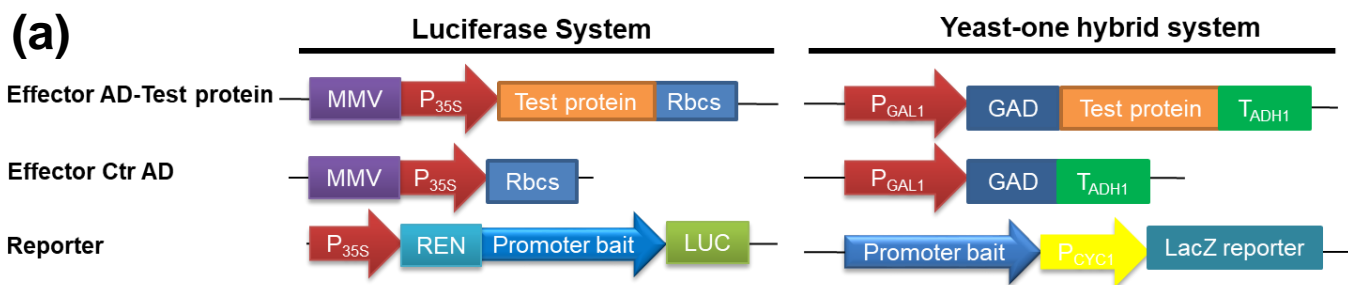 (a)
Luciferase System
Yeast-one hybrid system
Effector AD-Test protein
MMV P35S Test protein Rbcs
PGAL1 GAD Test protein TADH1
Effector Ctr AD
MMV P35S Rbcs
PGAL1 GAD TADH1
Reporter
P35S REN Promoter bait LUC
Promoter bait PCYC1 LacZ reporter